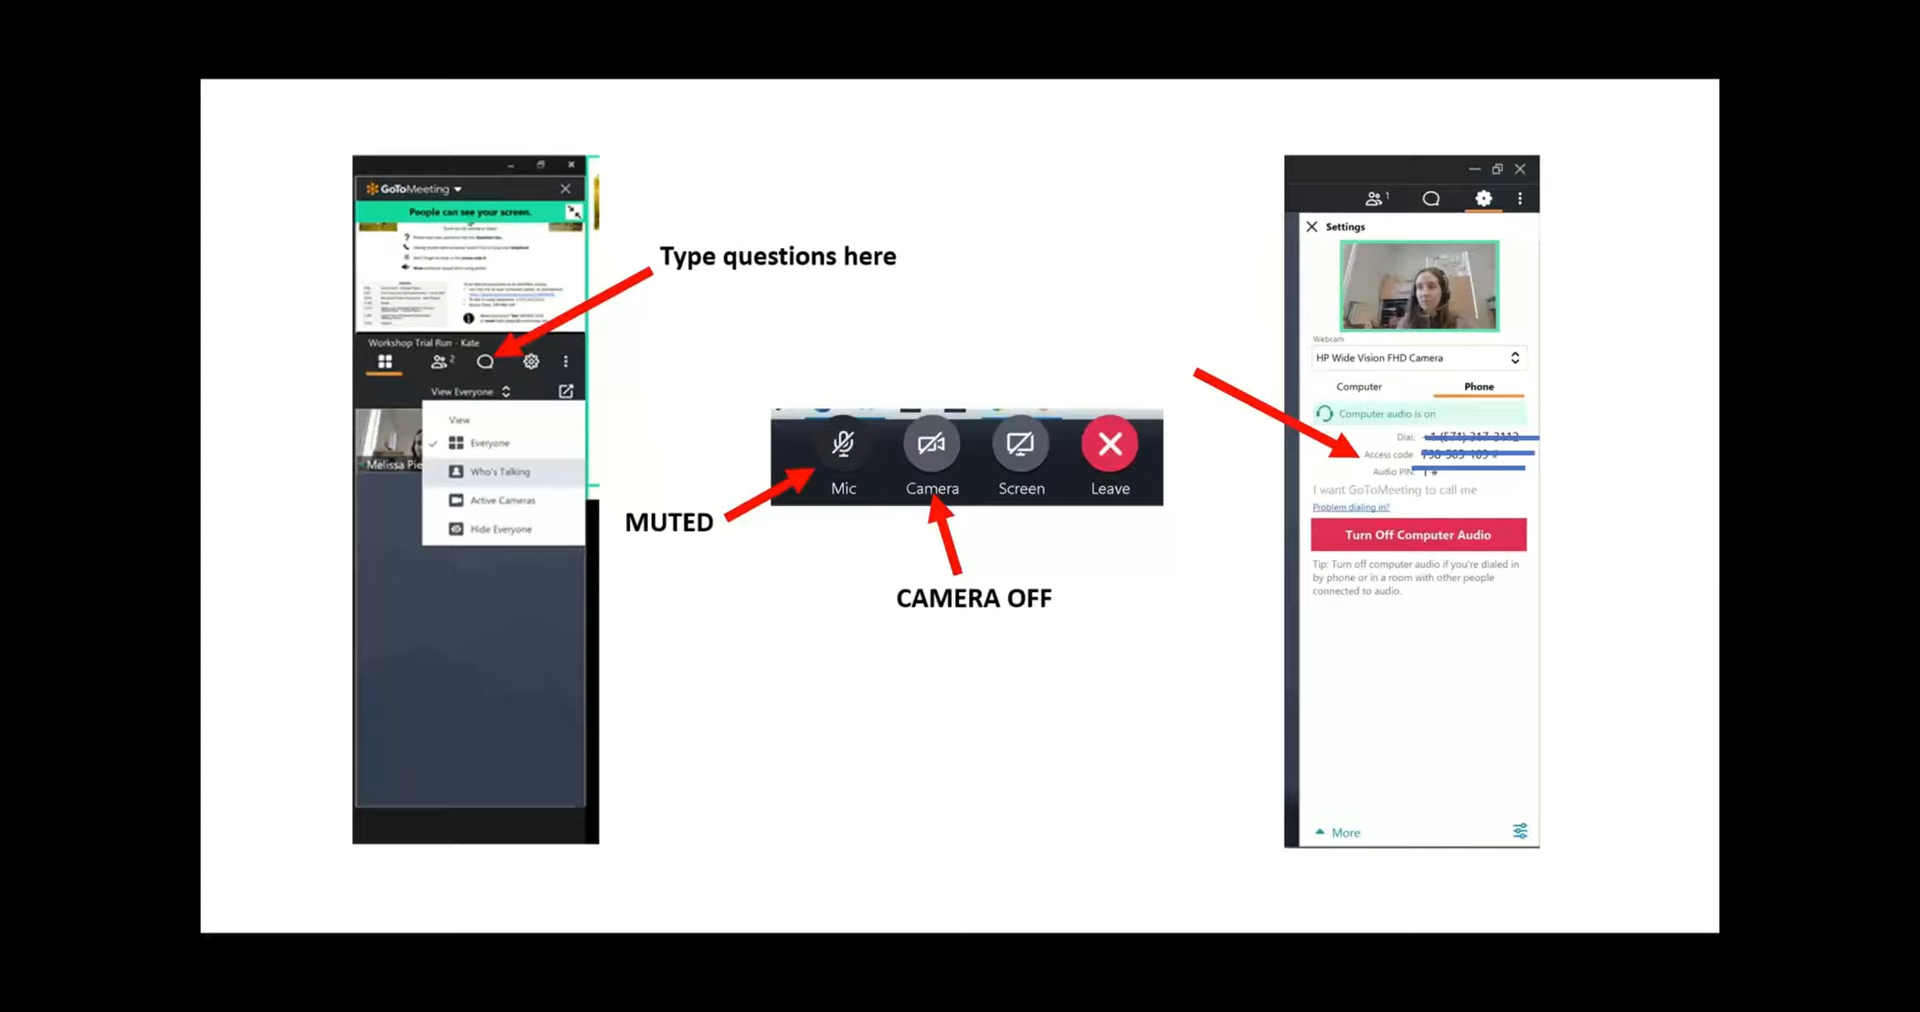 GoToMeeting
People can see your screen.
Workshop Trial Run - Kate
2
View Everyone
View
Everyone
Who's Talking
Active Cameras
Hide Everyone
Type questions here
MUTED
Mic
Camera
Screen
Leave
CAMERA OFF
1
Settings
Webcam
HP Wide Vision FHD Camera
Computer
Phone
Computer audio is on
Dial:
Access code:
Audio PIN:
I want GoToMeeting to call me
Problem dialing in?
Turn Off Computer Audio
Tip: Turn off computer audio if you're dialed in
by phone or in a room with other people
connected to audio.
More